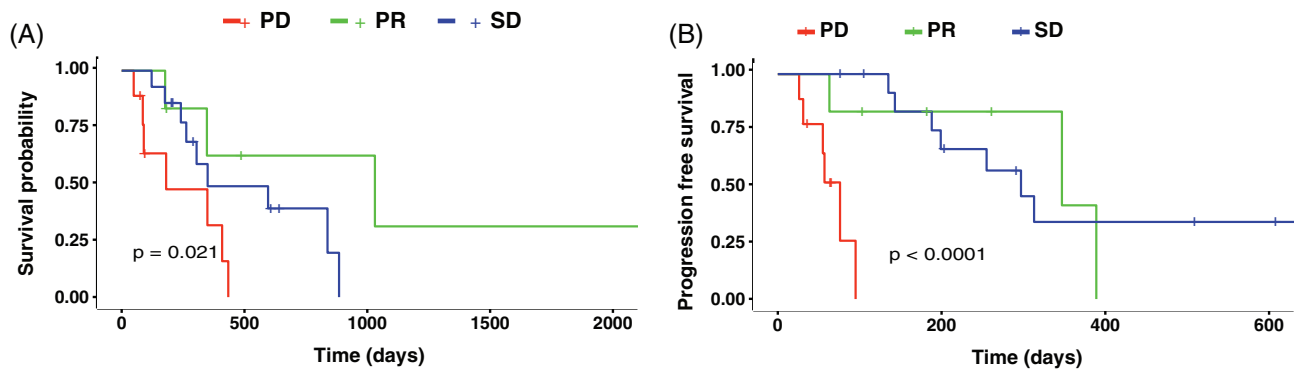 (A)
PD PR SD
Survival probability
1.00
0.75
0.50
0.25
0.00
p = 0.021
0 500 1000 1500 2000
Time (days)
(B)
PD PR SD
Progression free survival
1.00
0.75
0.50
0.25
0.00
p < 0.0001
0 200 400 600
Time (days)